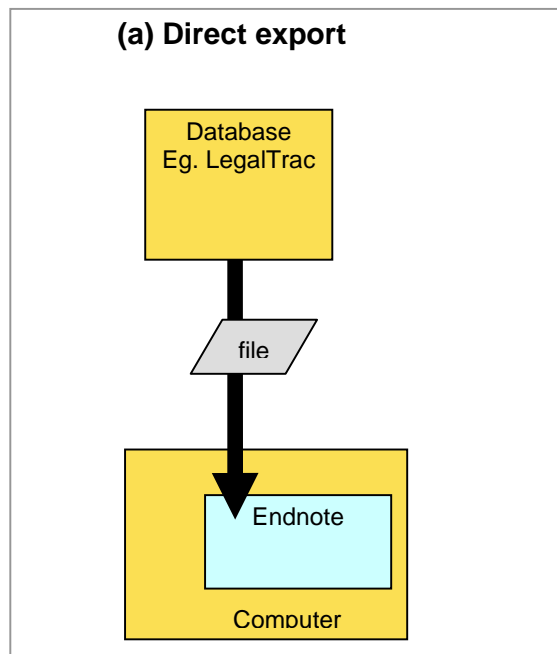 (a) Direct export
Database
Eg. LegalTrac
file
Endnote
Computer